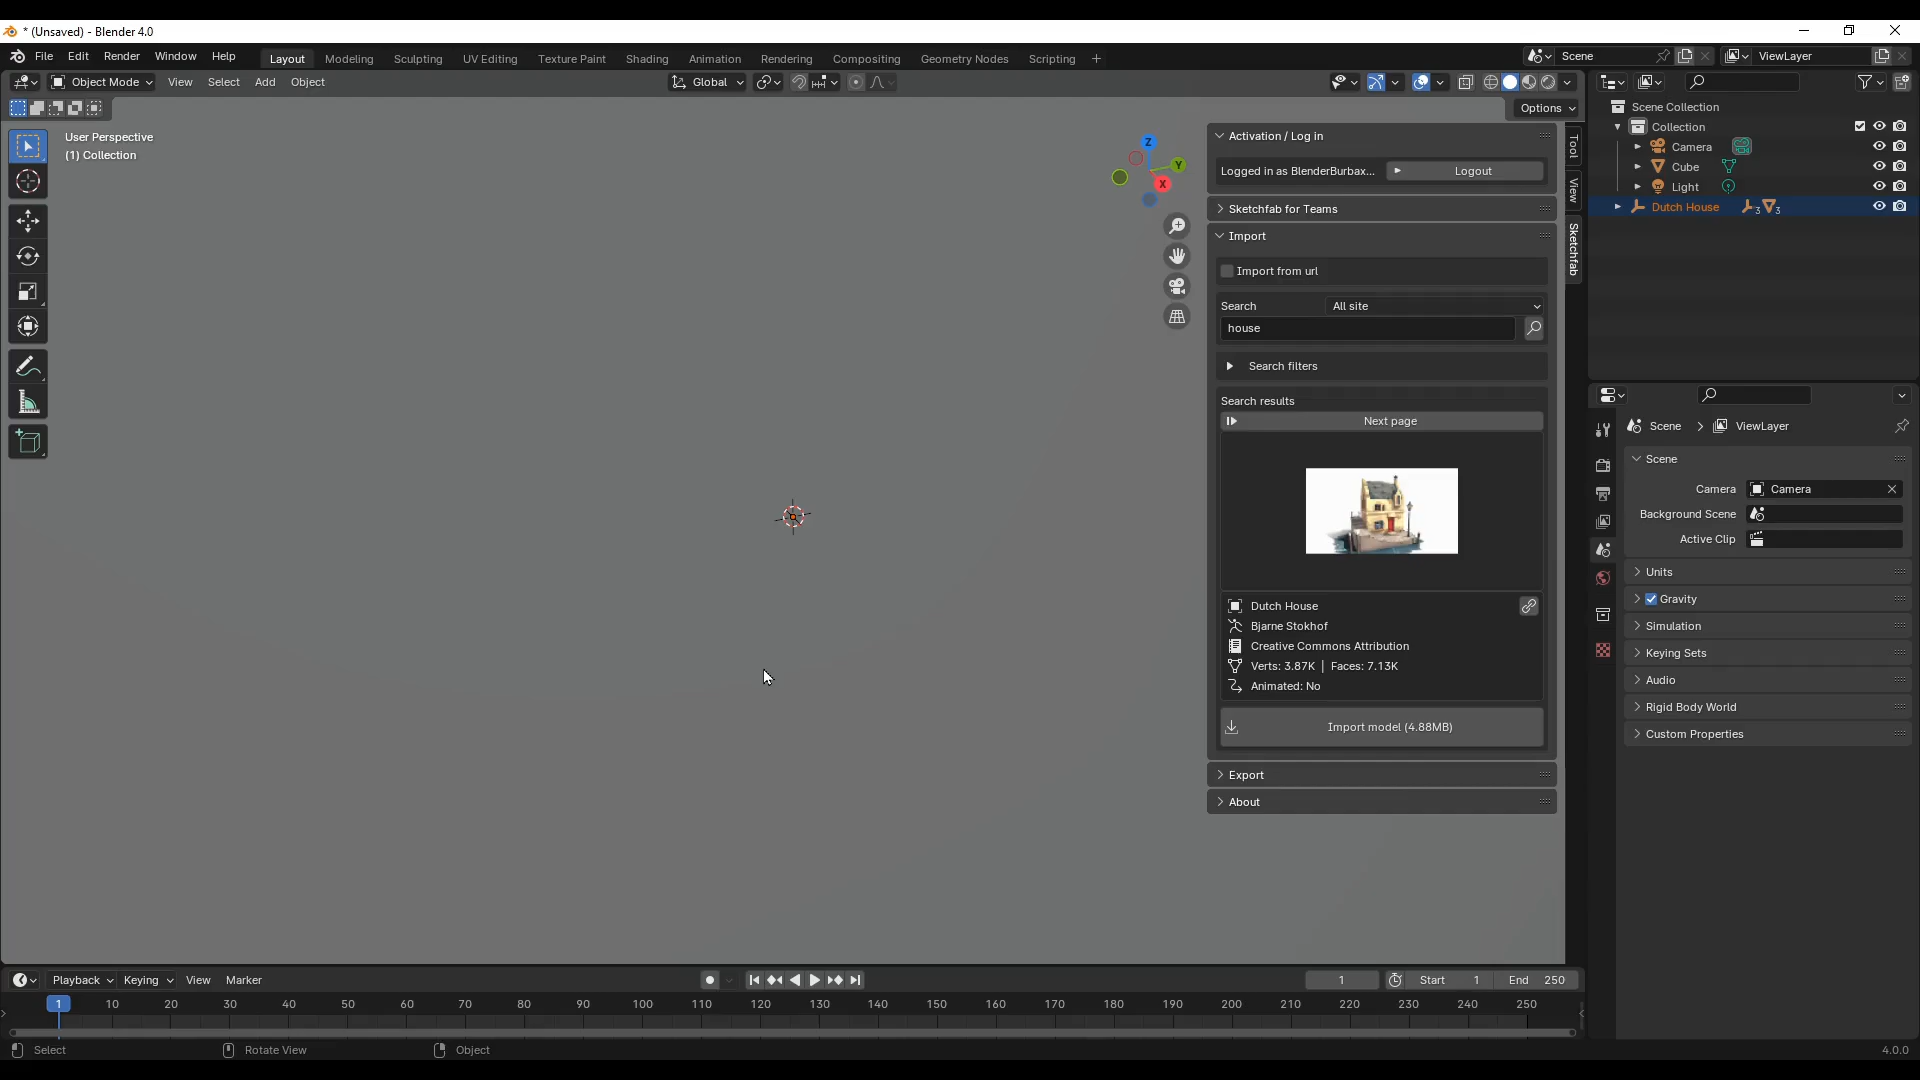 * (Unsaved) - Blender 4.0
File Edit Render Window Help Layout Modeling Sculpting UV Editing Texture Paint Shading Animation Rendering Compositing Geometry Nodes Scripting + Scene ViewLayer
Object Mode View Select Add Object Global
Options
User Perspective
(1) Collection
Z
Y
X
Activation / Log in
Logged in as BlenderBurbax... Logout
Sketchfab for Teams
Import
Import from url
Search All site
house
Search filters
Search results
Next page
Dutch House
Bjarne Stokhof
Creative Commons Attribution
Verts: 3.87K | Faces: 7.13K
Animated: No
Import model (4.88MB)
Export
About
Tool
View
Sketchfab
Scene Collection
Collection
Camera
Cube
Light
Dutch House 3 3
Scene > ViewLayer
Scene
Camera Camera
Background Scene
Active Clip
Units
Gravity
Simulation
Keying Sets
Audio
Rigid Body World
Custom Properties
Playback Keying View Marker 1 Start 1 End 250
1 10 20 30 40 50 60 70 80 90 100 110 120 130 140 150 160 170 180 190 200 210 220 230 240 250
Select Rotate View Object 4.0.0